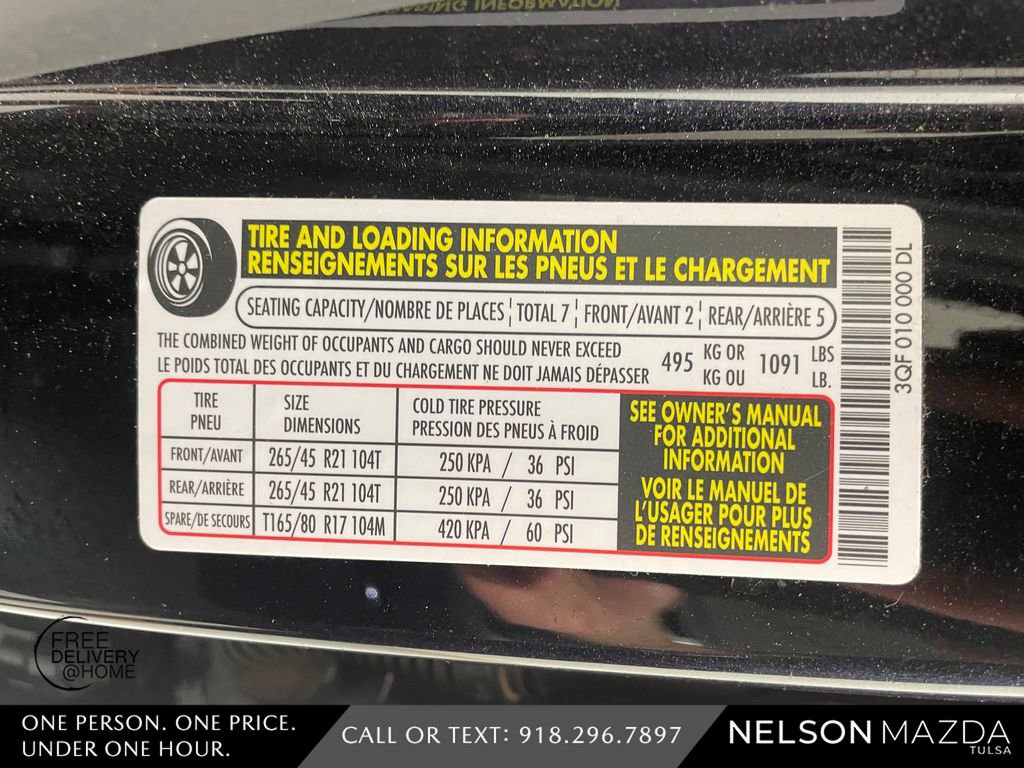 TIRE AND LOADING INFORMATION
RENSEIGNEMENTS SUR LES PNEUS ET LE CHARGEMENT
SEATING CAPACITY/NOMBRE DE PLACES | TOTAL 7 | FRONT/AVANT 2 | REAR/ARRIÈRE 5
THE COMBINED WEIGHT OF OCCUPANTS AND CARGO SHOULD NEVER EXCEED
LE POIDS TOTAL DES OCCUPANTS ET DU CHARGEMENT NE DOIT JAMAIS DÉPASSER
495 KG OR 1091 LBS
KG OU LB.
3QF 010 000 DL
TIRE SIZE COLD TIRE PRESSURE
PNEU DIMENSIONS PRESSION DES PNEUS À FROID
FRONT/AVANT 265/45 R21 104T 250 KPA / 36 PSI
REAR/ARRIÈRE 265/45 R21 104T 250 KPA / 36 PSI
SPARE/DE SECOURS T165/80 R17 104M 420 KPA / 60 PSI
SEE OWNER'S MANUAL
FOR ADDITIONAL
INFORMATION
VOIR LE MANUEL DE
L'USAGER POUR PLUS
DE RENSEIGNEMENTS
FREE
DELIVERY
@HOME
ONE PERSON. ONE PRICE.
UNDER ONE HOUR.
CALL OR TEXT: 918.296.7897
NELSON MAZDA
TULSA